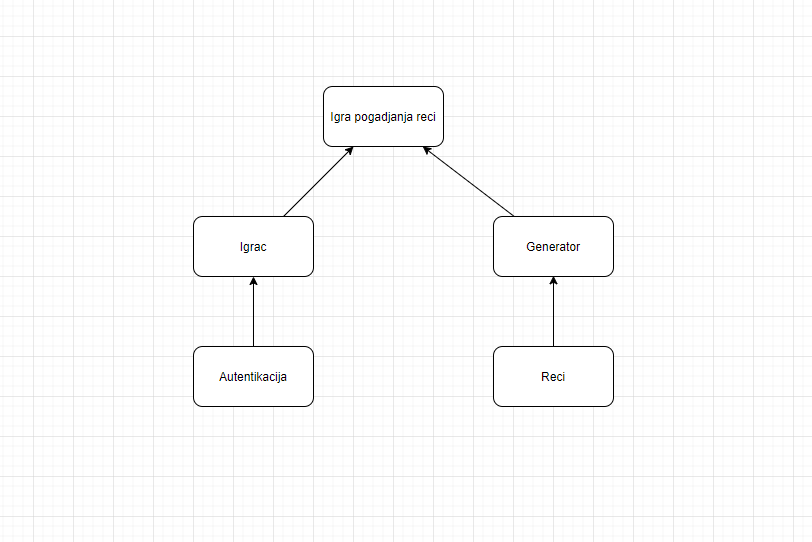 Igra pogadjanja reci
Igrac
Generator
Autentikacija
Reci